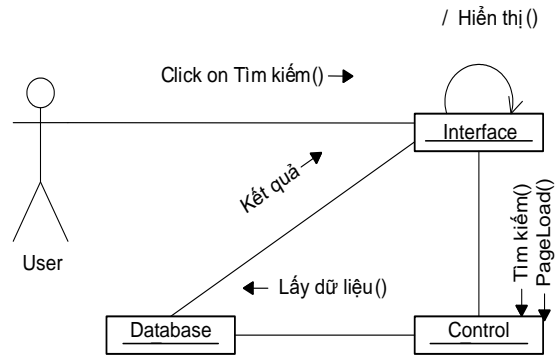 / Hiển thị()
Click on Tìm kiếm()
Interface
Kết quả
Tìm kiếm()
PageLoad()
User
Lấy dữ liệu()
Database
Control